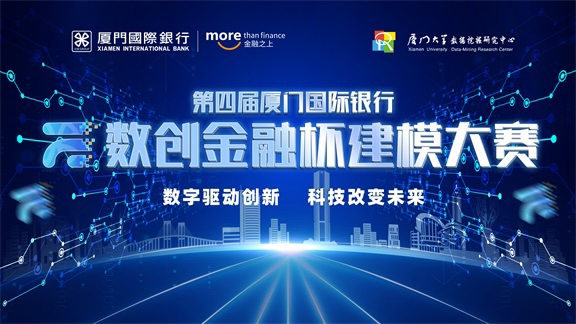 廈門國際銀行
XIAMEN INTERNATIONAL BANK
more than finance
金融之上
厦门大学数据挖掘研究中心
Xiamen University Data Mining Research Center
第四届厦门国际银行
数创金融杯建模大赛
数字驱动创新 科技改变未来